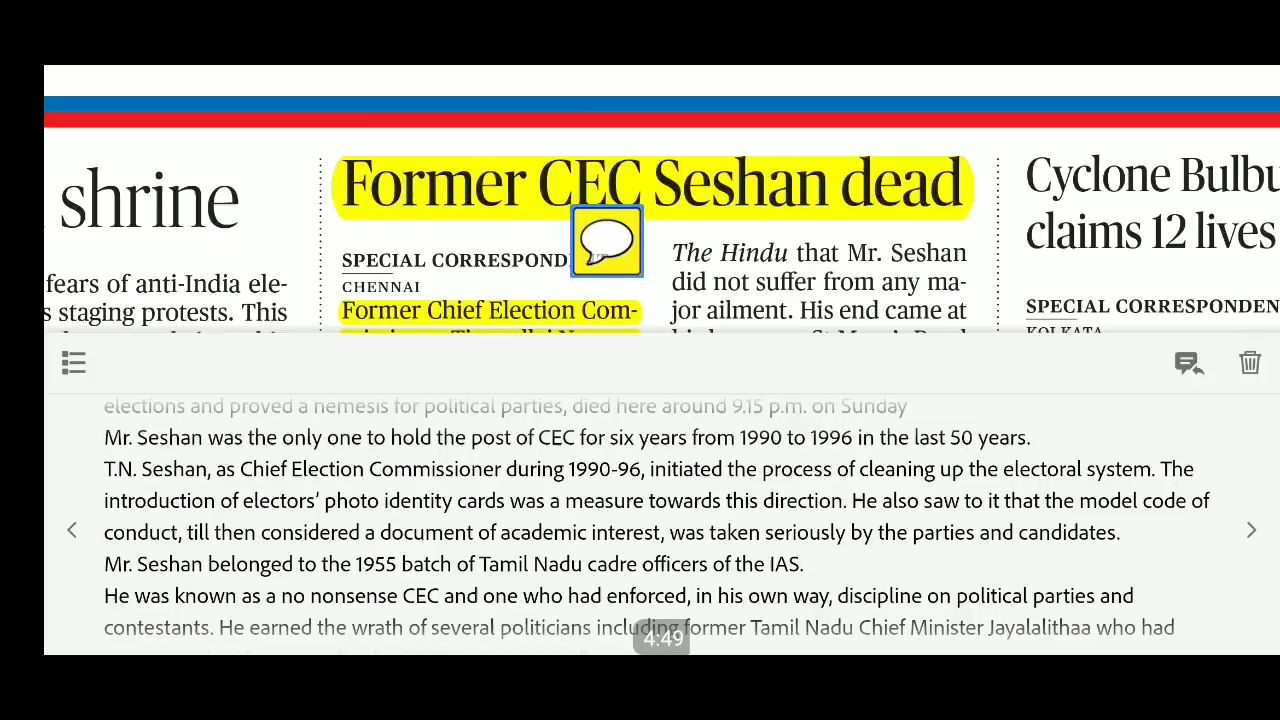 shrine
fears of anti-India ele-
s staging protests. This
Former CEC Seshan dead
SPECIAL CORRESPOND
CHENNAI
Former Chief Election Com-
The Hindu that Mr. Seshan
did not suffer from any ma-
jor ailment. His end came at
Cyclone Bulbu
claims 12 lives
SPECIAL CORRESPONDEN
KOLKATA
elections and proved a nemesis for political parties, died here around 9.15 p.m. on Sunday
Mr. Seshan was the only one to hold the post of CEC for six years from 1990 to 1996 in the last 50 years.
T.N. Seshan, as Chief Election Commissioner during 1990-96, initiated the process of cleaning up the electoral system. The
introduction of electors’ photo identity cards was a measure towards this direction. He also saw to it that the model code of
conduct, till then considered a document of academic interest, was taken seriously by the parties and candidates.
Mr. Seshan belonged to the 1955 batch of Tamil Nadu cadre officers of the IAS.
He was known as a no nonsense CEC and one who had enforced, in his own way, discipline on political parties and
contestants. He earned the wrath of several politicians including former Tamil Nadu Chief Minister Jayalalithaa who had
4:49